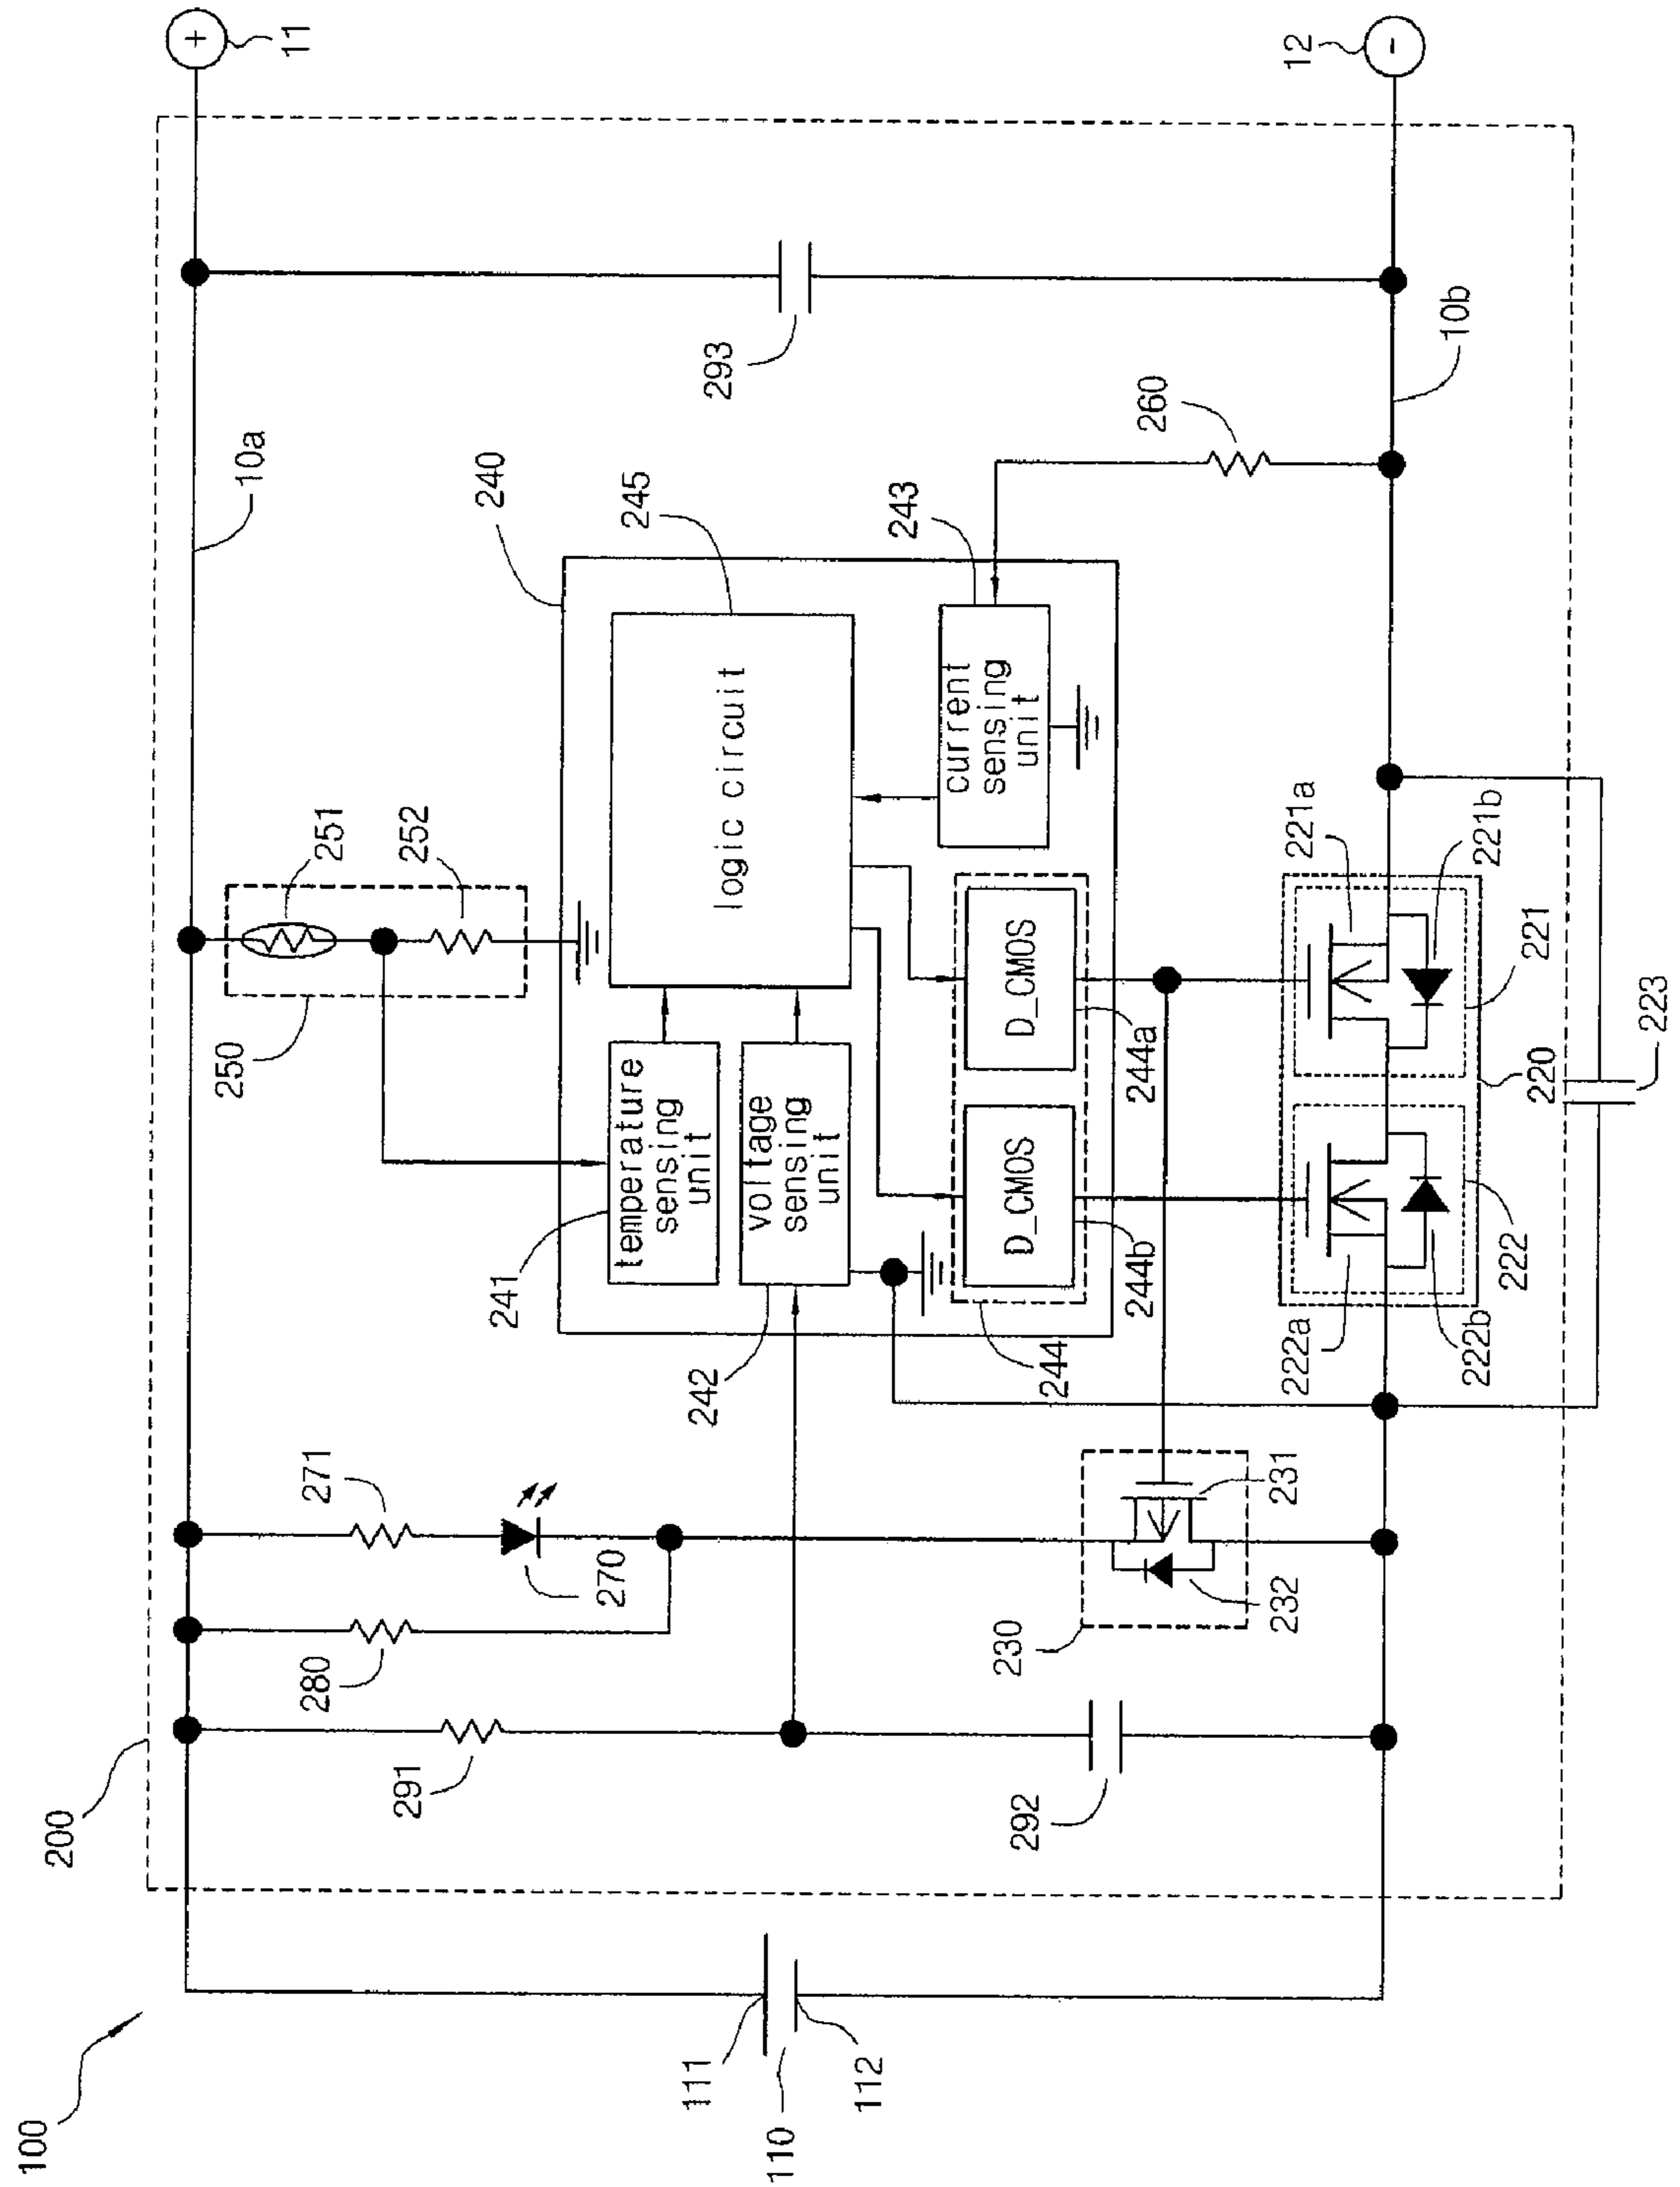 100
200
10a
11
+
250
251
252
271
280
291
240
245
logic circuit
241
temperature
sensing
unit
242
voltage
sensing
unit
243
current
sensing
unit
293
260
270
244
D_CMOS
244b
D_CMOS
244a
111
110
112
292
230
231
232
222a
222b
222
221a
221b
221
220
223
10b
12
-